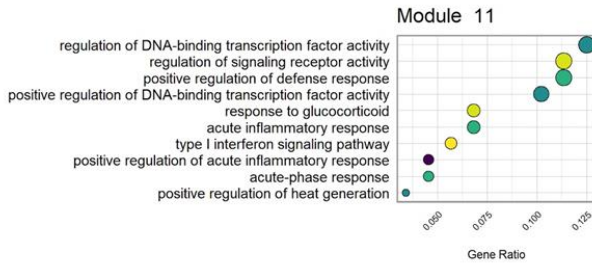 Module 11
regulation of DNA-binding transcription factor activity
regulation of signaling receptor activity
positive regulation of defense response
positive regulation of DNA-binding transcription factor activity
response to glucocorticoid
acute inflammatory response
type I interferon signaling pathway
positive regulation of acute inflammatory response
acute-phase response
positive regulation of heat generation
0.050 0.075 0.100 0.125
Gene Ratio